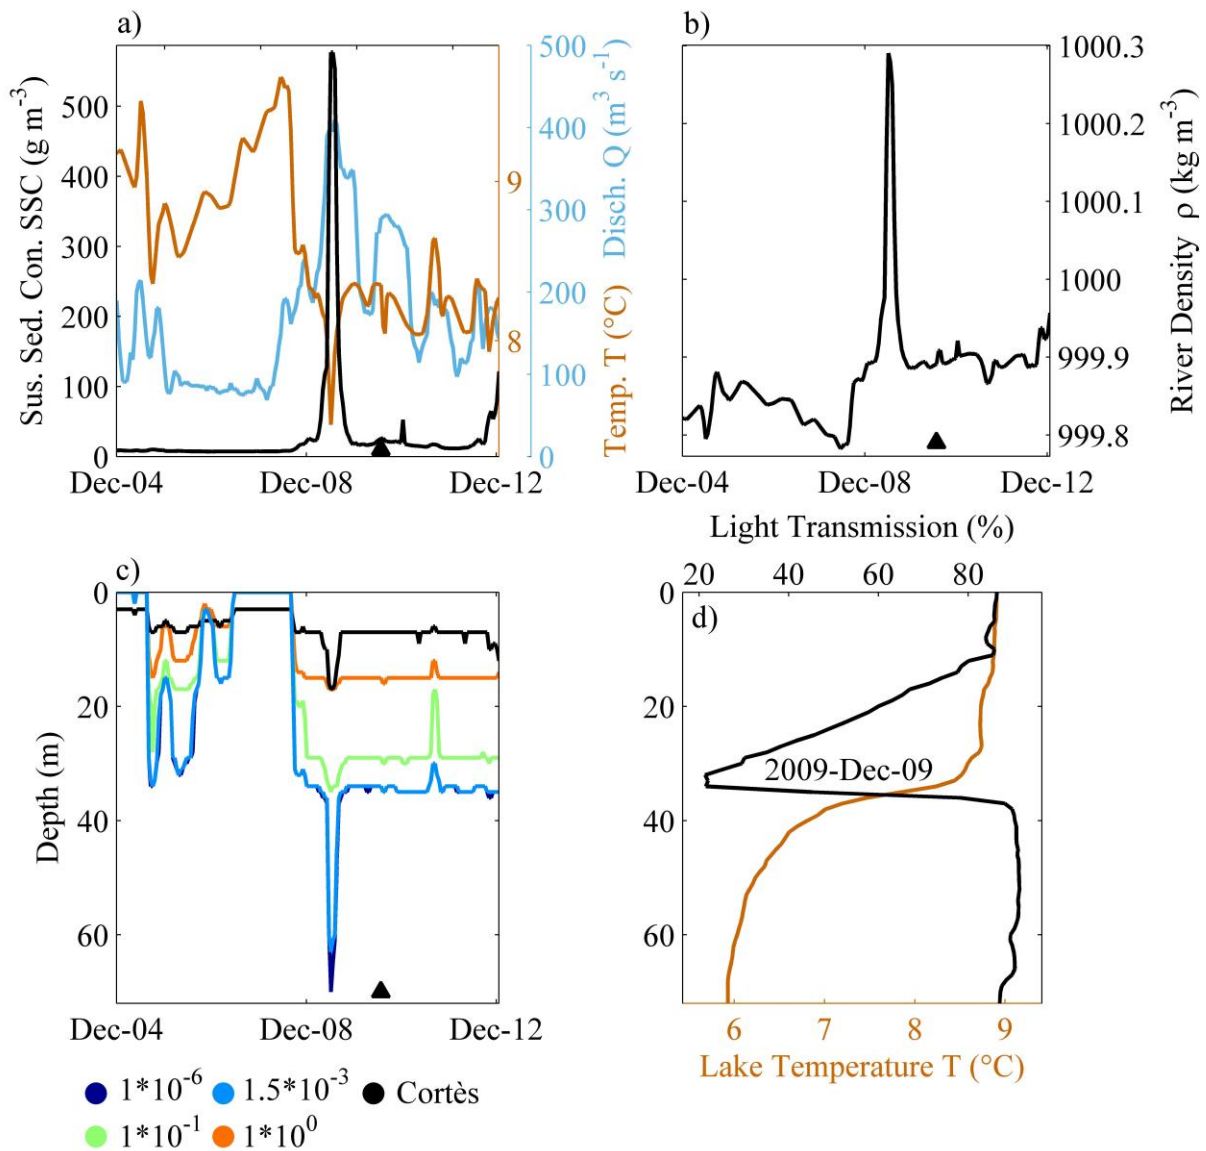 a)
Sus. Sed. Con. SSC (g m⁻³)
500
400
300
200
100
0
Dec-04 Dec-08 Dec-12
9
8
Temp. T (°C)
500
400
300
200
100
0
Disch. Q (m³ s⁻¹)
b)
1000.3
1000.2
1000.1
1000
999.9
999.8
River Density ρ (kg m⁻³)
Dec-04 Dec-08 Dec-12
c)
Depth (m)
0
20
40
60
Dec-04 Dec-08 Dec-12
1*10⁻⁶ 1.5*10⁻³ Cortès
1*10⁻¹ 1*10⁰
Light Transmission (%)
20 40 60 80
d)
0
20
40
60
2009-Dec-09
6 7 8 9
Lake Temperature T (°C)